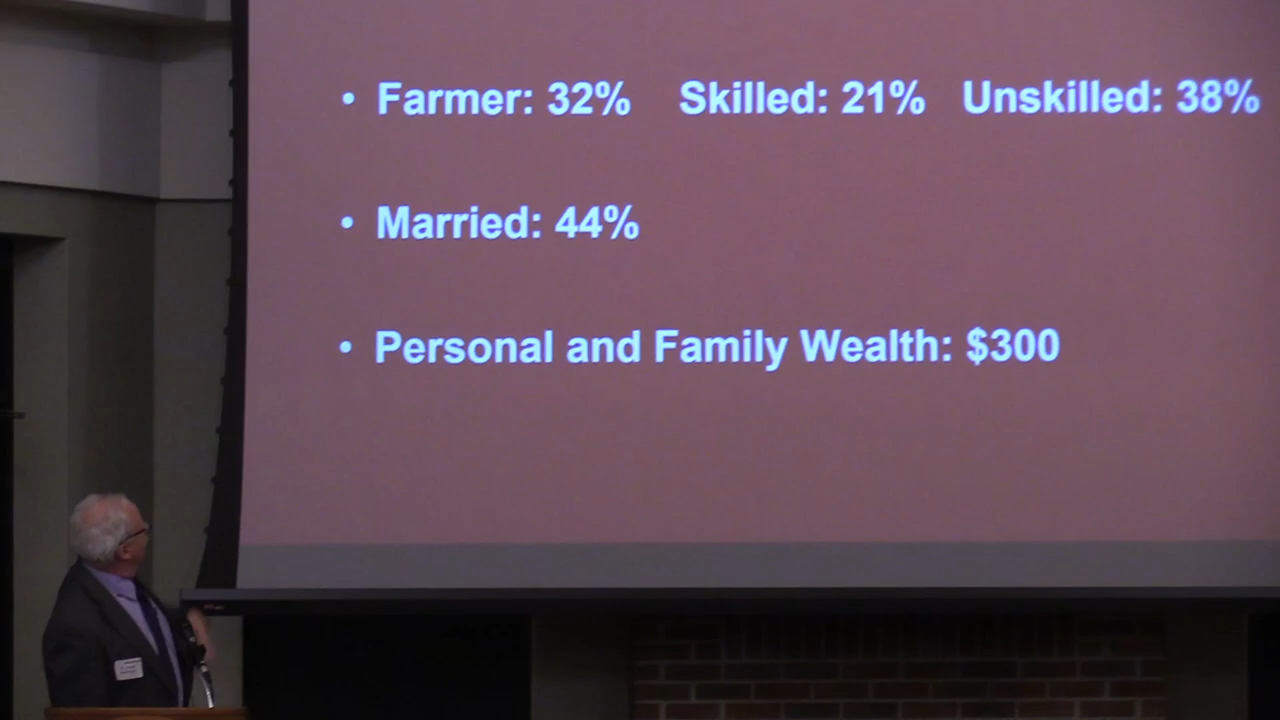 • Farmer: 32% Skilled: 21% Unskilled: 38%
• Married: 44%
• Personal and Family Wealth: $300